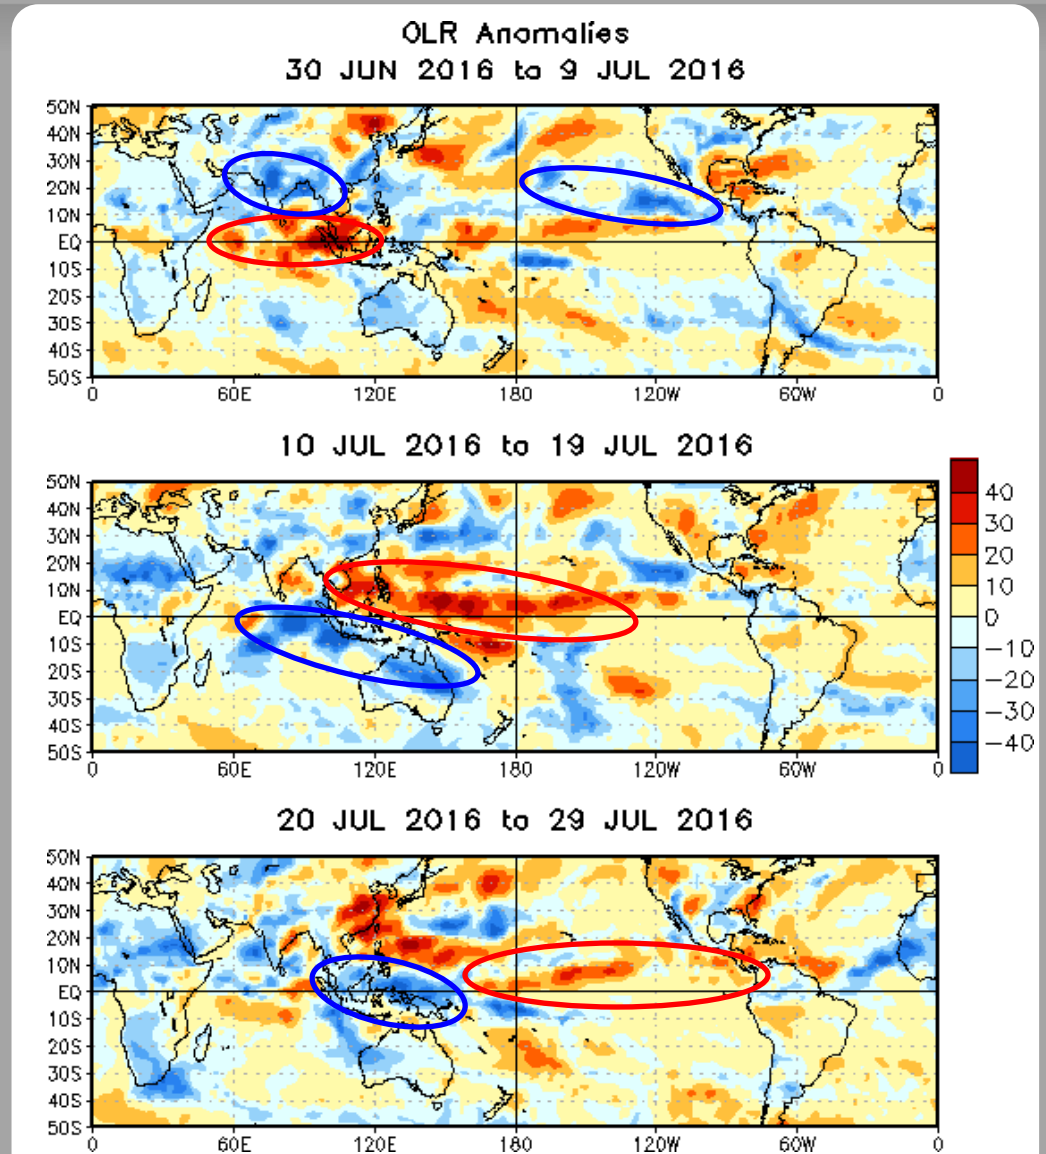 OLR Anomalies
30 JUN 2016 to 9 JUL 2016
50N
40N
30N
20N
10N
EQ
10S
20S
30S
40S
50S
0 60E 120E 180 120W 60W 0
10 JUL 2016 to 19 JUL 2016
50N
40N
30N
20N
10N
EQ
10S
20S
30S
40S
50S
0 60E 120E 180 120W 60W 0
40
30
20
10
0
−10
−20
−30
−40
20 JUL 2016 to 29 JUL 2016
50N
40N
30N
20N
10N
EQ
10S
20S
30S
40S
50S
0 60E 120E 180 120W 60W 0